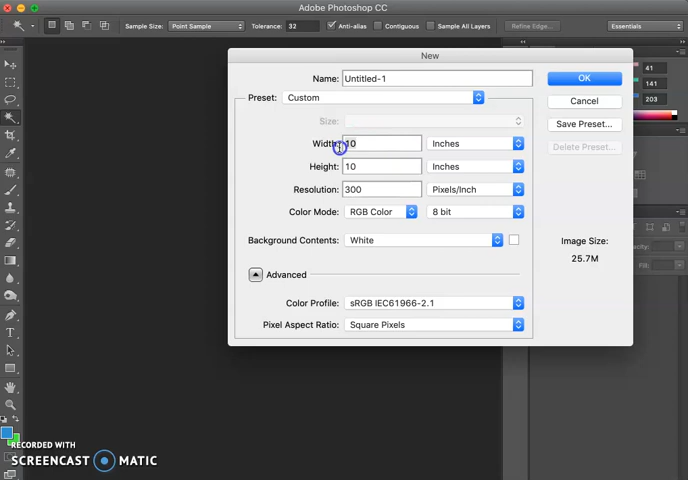 Adobe Photoshop CC
Sample Size: Point Sample Tolerance: 32 Anti-alias Contiguous Sample All Layers Refine Edge... Essentials
New
Name: Untitled-1 OK
Preset: Custom Cancel
Size: Save Preset...
Width: 10 Inches Delete Preset...
Height: 10 Inches
Resolution: 300 Pixels/Inch
Color Mode: RGB Color 8 bit
Background Contents: White Image Size:
25.7M
Advanced
Color Profile: sRGB IEC61966-2.1
Pixel Aspect Ratio: Square Pixels
41
141
203
Fill:
RECORDED WITH
SCREENCAST MATIC